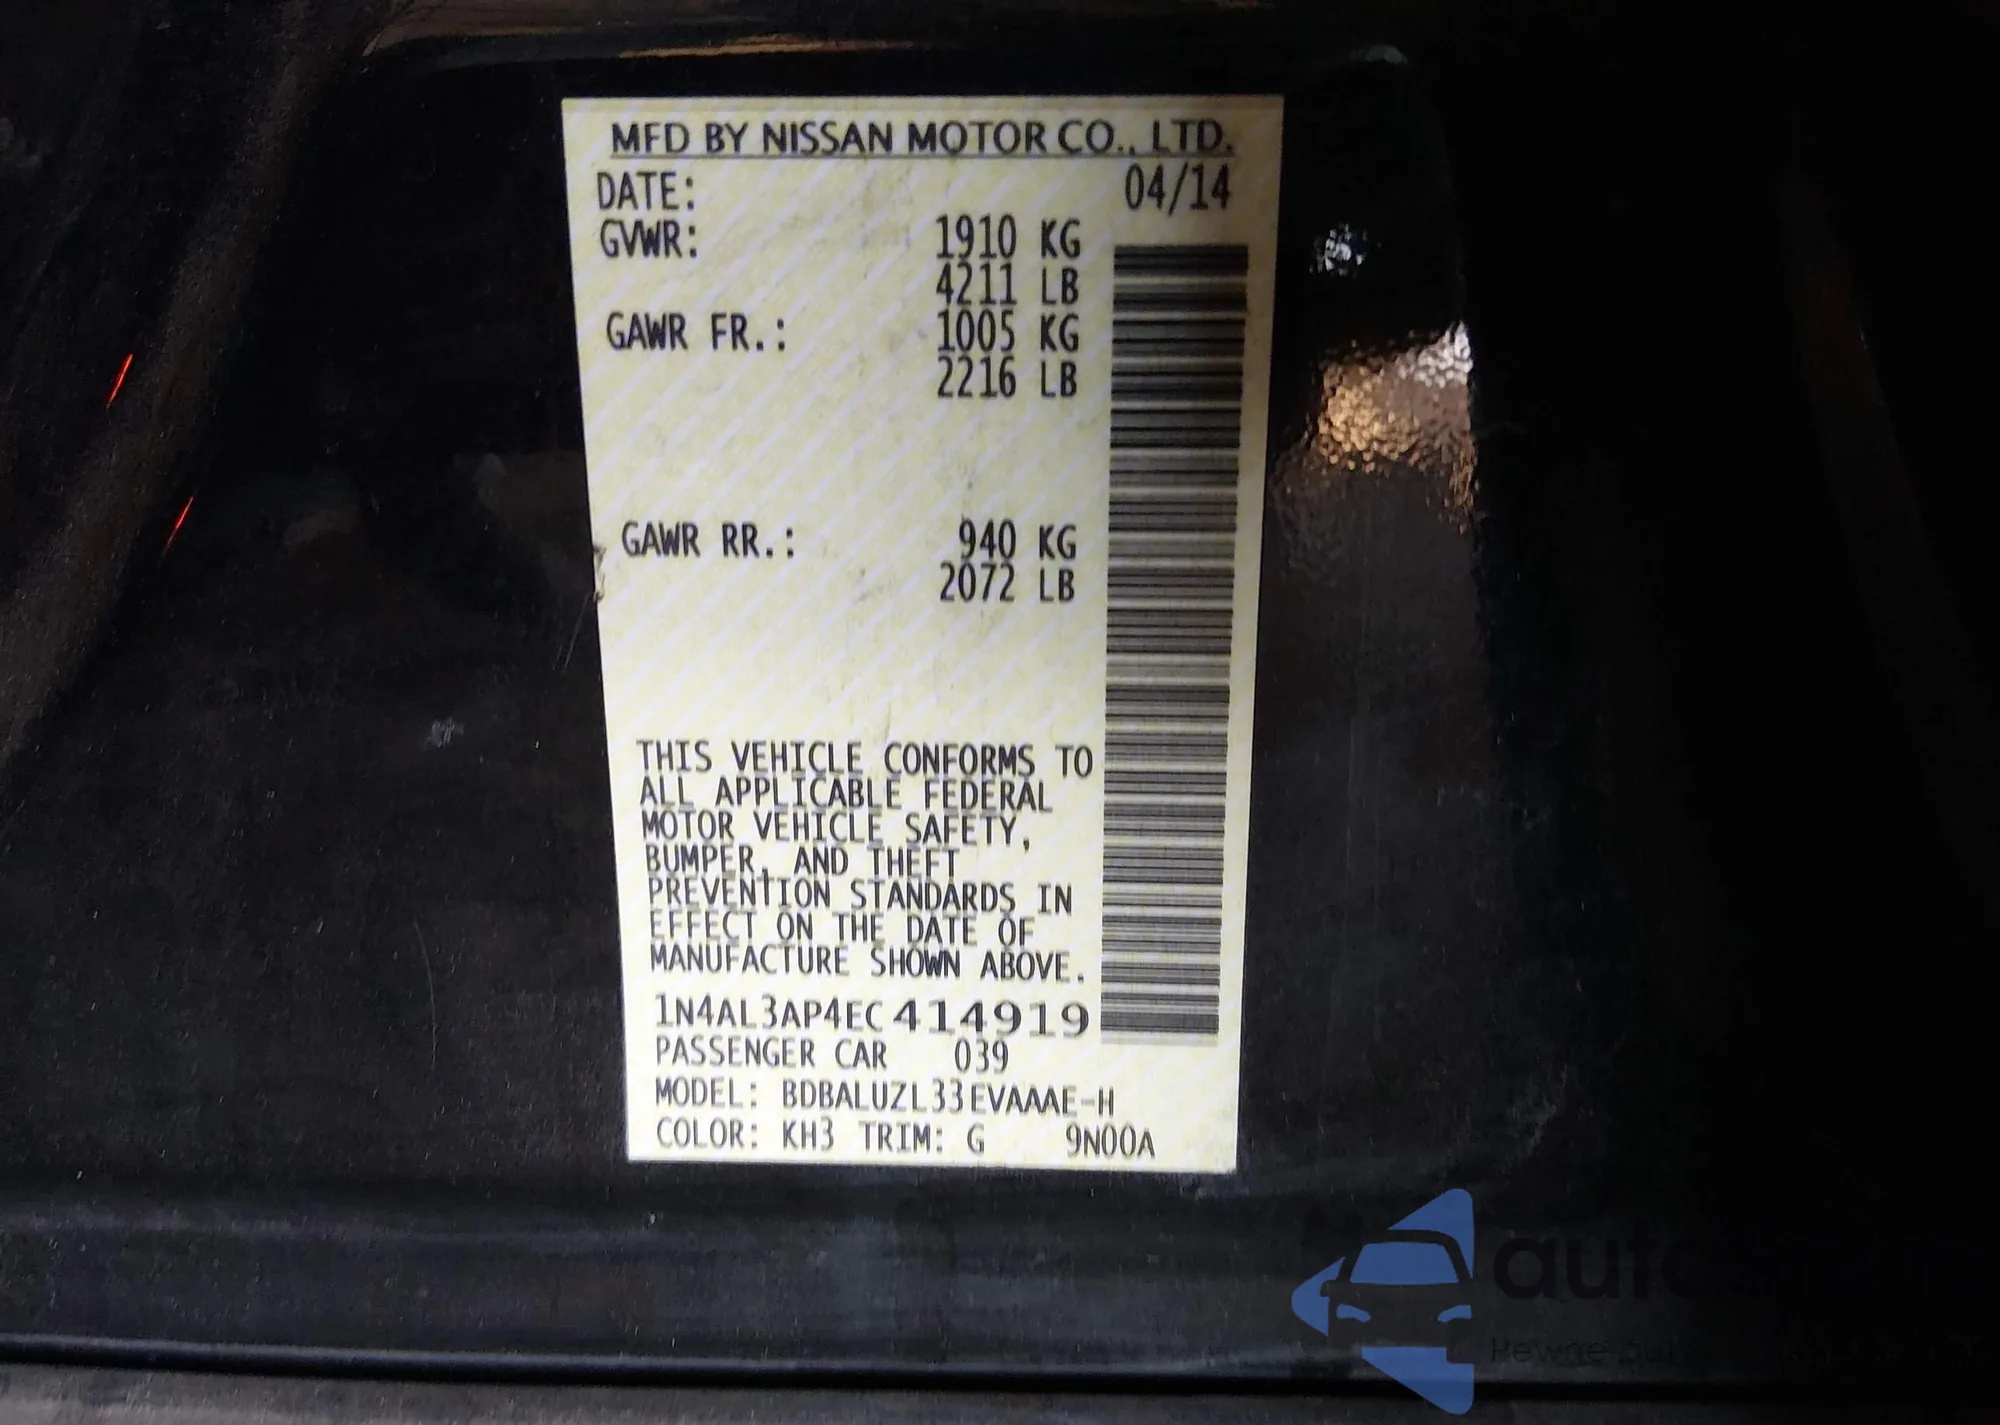 MFD BY NISSAN MOTOR CO., LTD.
DATE: 04/14
GVWR: 1910 KG
4211 LB
GAWR FR.: 1005 KG
2216 LB
GAWR RR.: 940 KG
2072 LB
THIS VEHICLE CONFORMS TO
ALL APPLICABLE FEDERAL
MOTOR VEHICLE SAFETY,
BUMPER, AND THEFT
PREVENTION STANDARDS IN
EFFECT ON THE DATE OF
MANUFACTURE SHOWN ABOVE.
1N4AL3AP4EC414919
PASSENGER CAR 039
MODEL: BDBALUZL33EVAAAE-H
COLOR: KH3 TRIM: G 9N00A